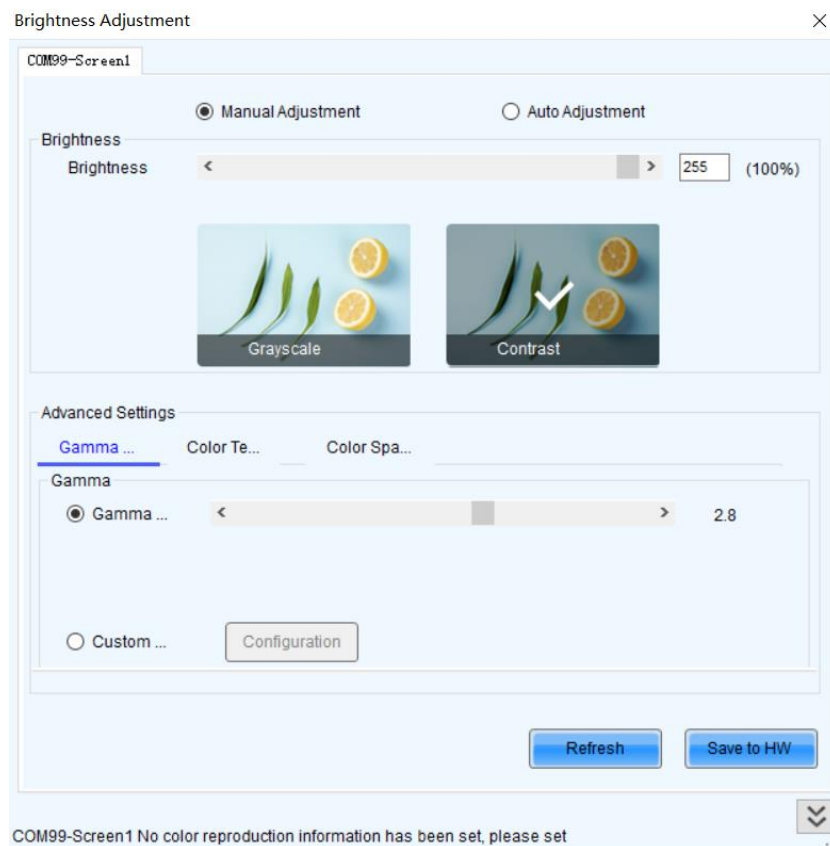 Brightness Adjustment
COM99-Screen1
Manual Adjustment Auto Adjustment
Brightness
Brightness 255 (100%)
Grayscale Contrast
Advanced Settings
Gamma ... Color Te... Color Spa...
Gamma
Gamma ... 2.8
Custom ... Configuration
Refresh Save to HW
COM99-Screen1 No color reproduction information has been set, please set